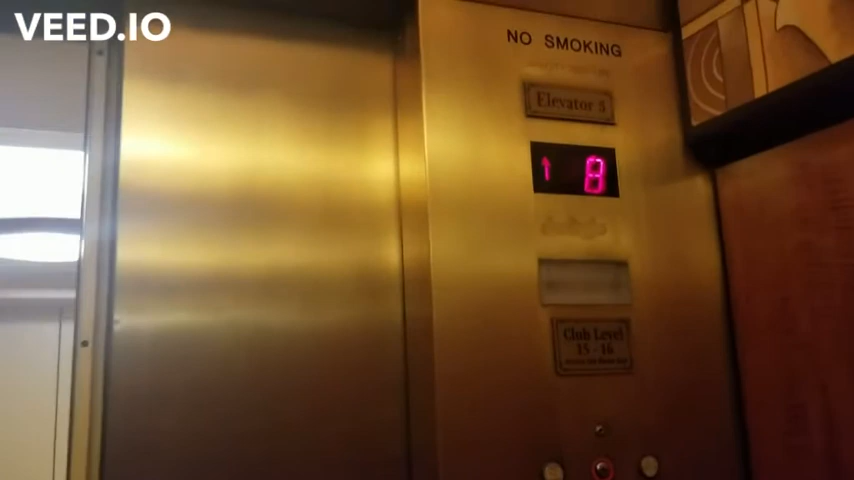 VEED.IO
NO SMOKING
Elevator 5
↑ 8
Club Level
15 - 16